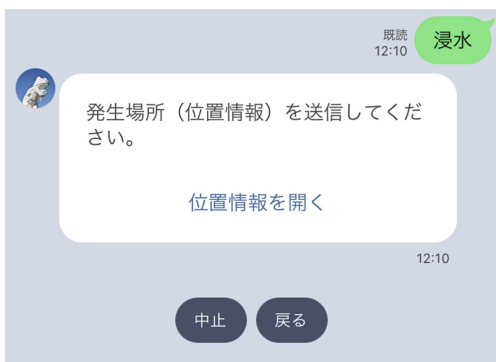 浸水
既読
12:10
発生場所（位置情報）を送信してくだ
さい。
位置情報を開く
12:10
中止
戻る